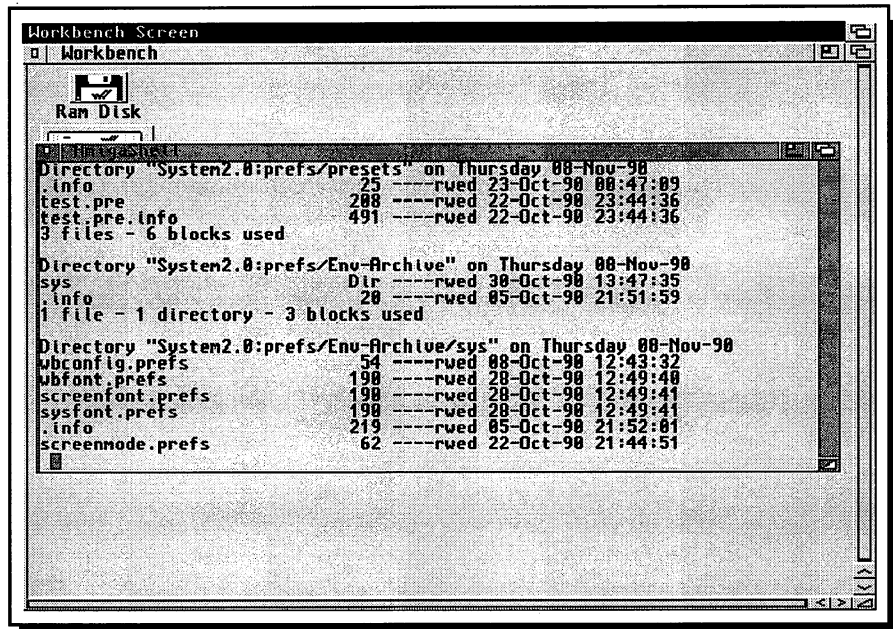 Workbench Screen
Workbench
Ram Disk
AmigaShell
Directory "System2.0:prefs/presets" on Thursday 08-Nov-90
.info 25 ----rwed 23-Oct-90 00:47:09
test.pre 208 ----rwed 22-Oct-90 23:44:36
test.pre.info 491 ----rwed 22-Oct-90 23:44:36
3 files - 6 blocks used
Directory "System2.0:prefs/Env-Archive" on Thursday 08-Nov-90
sys Dir ----rwed 30-Oct-90 13:47:35
.info 20 ----rwed 05-Oct-90 21:51:59
1 file - 1 directory - 3 blocks used
Directory "System2.0:prefs/Env-Archive/sys" on Thursday 08-Nov-90
wbconfig.prefs 54 ----rwed 08-Oct-90 12:43:32
wbfont.prefs 190 ----rwed 20-Oct-90 12:49:40
screenfont.prefs 190 ----rwed 20-Oct-90 12:49:41
sysfont.prefs 190 ----rwed 20-Oct-90 12:49:41
.info 219 ----rwed 05-Oct-90 21:52:01
screenmode.prefs 62 ----rwed 22-Oct-90 21:44:51